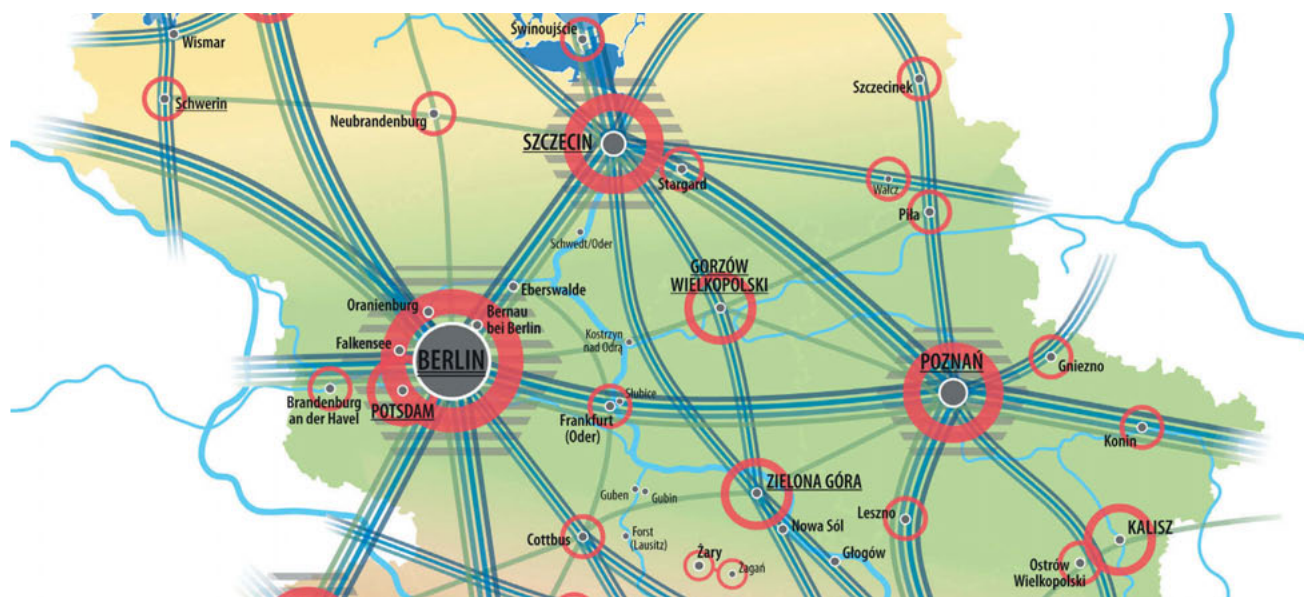 Świnoujście
Wismar
Szczecinek
Schwerin
Neubrandenburg
SZCZECIN
Stargard
Wałcz
Piła
Schwedt/Oder
GORZÓW
WIELKOPOLSKI
Eberswalde
Oranienburg
Bernau
bei Berlin
Kostrzyn
nad Odrą
Falkensee
BERLIN
POZNAŃ
Gniezno
Brandenburg
an der Havel
POTSDAM
Słubice
Frankfurt
(Oder)
Konin
ZIELONA GÓRA
Guben
Gubin
Leszno
Nowa Sól
KALISZ
Cottbus
Forst
(Lausitz)
Żary
Żagań
Głogów
Ostrów
Wielkopolski